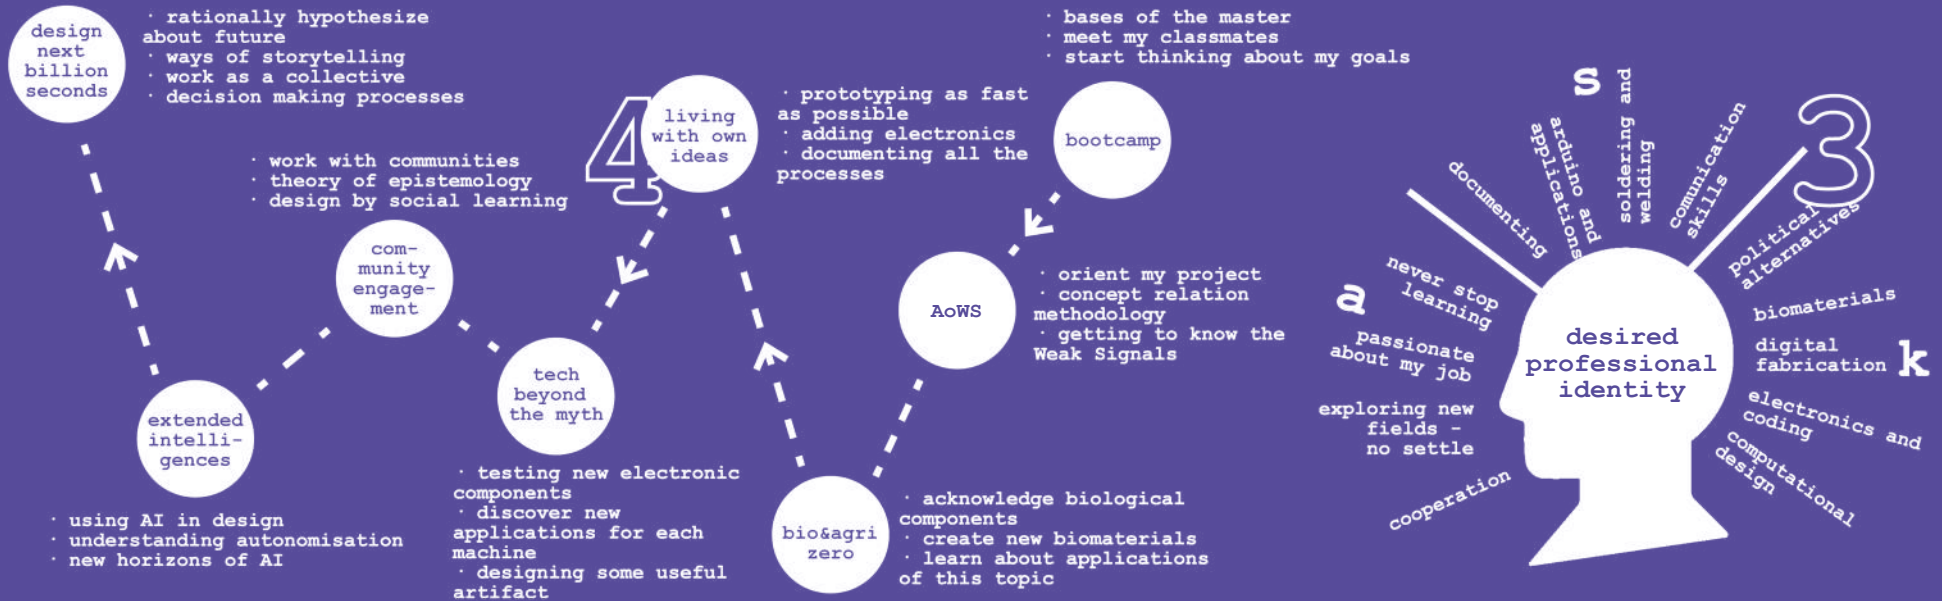 design
next
billion
seconds
· rationally hypothesize
about future
· ways of storytelling
· work as a collective
· decision making processes
· work with communities
· theory of epistemology
· design by social learning
com-
munity
engage-
ment
extended
intelli-
gences
· using AI in design
· understanding autonomisation
· new horizons of AI
4
living
with own
ideas
· prototyping as fast
as possible
· adding electronics
· documenting all the
processes
tech
beyond
the myth
· testing new electronic
components
· discover new
applications for each
machine
· designing some useful
artifact
· bases of the master
· meet my classmates
· start thinking about my goals
bootcamp
AoWS
· orient my project
· concept relation
methodology
· getting to know the
Weak Signals
bio&agri
zero
· acknowledge biological
components
· create new biomaterials
· learn about applications
of this topic
3
s
documenting
arduino and
applications
soldering and
welding
comunication
skills
a
never stop
learning
passionate
about my job
exploring new
fields -
no settle
cooperation
desired
professional
identity
political
alternatives
biomaterials
digital
fabrication
k
electronics and
coding
computational
design